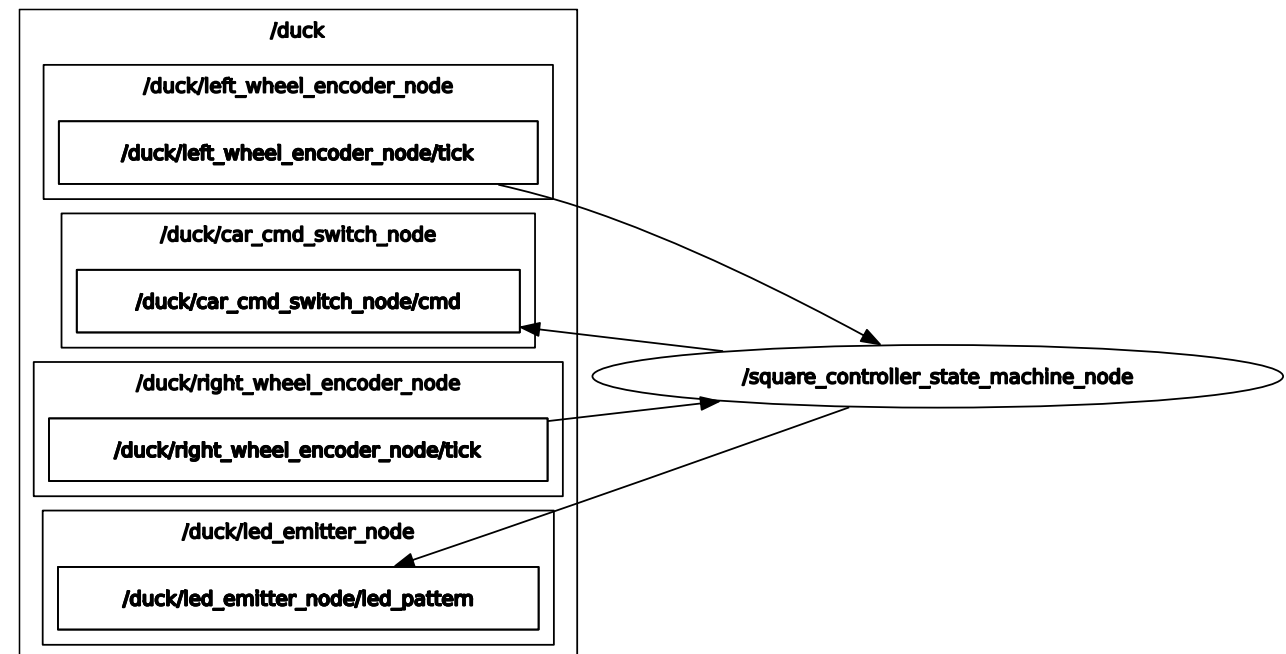 /duck
/duck/left_wheel_encoder_node
/duck/left_wheel_encoder_node/tick
/duck/car_cmd_switch_node
/duck/car_cmd_switch_node/cmd
/duck/right_wheel_encoder_node
/square_controller_state_machine_node
/duck/right_wheel_encoder_node/tick
/duck/led_emitter_node
/duck/led_emitter_node/led_pattern